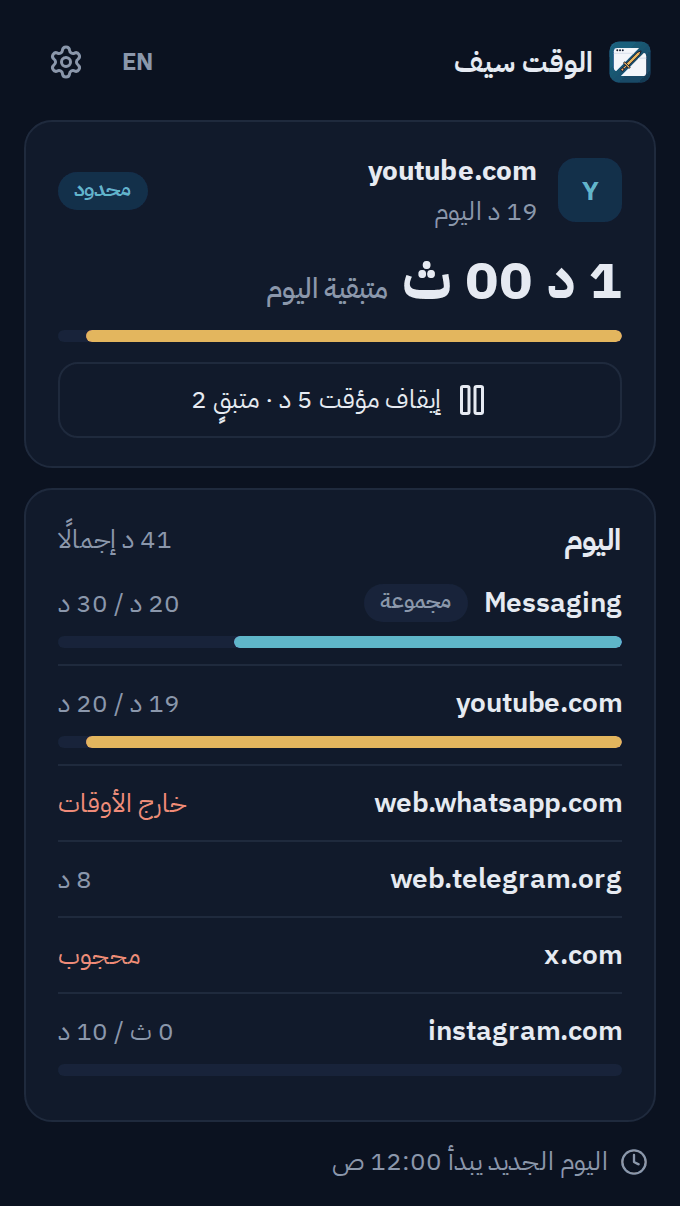 الوقت سيف
EN
Y
youtube.com
محدود
19 د اليوم
1 د 00 ث متبقية اليوم
إيقاف مؤقت 5 د · متبقٍ 2
اليوم
41 د إجمالًا
Messaging مجموعة
20 د / 30 د
youtube.com
19 د / 20 د
web.whatsapp.com
خارج الأوقات
web.telegram.org
8 د
x.com
محجوب
instagram.com
0 ث / 10 د
اليوم الجديد يبدأ 12:00 ص